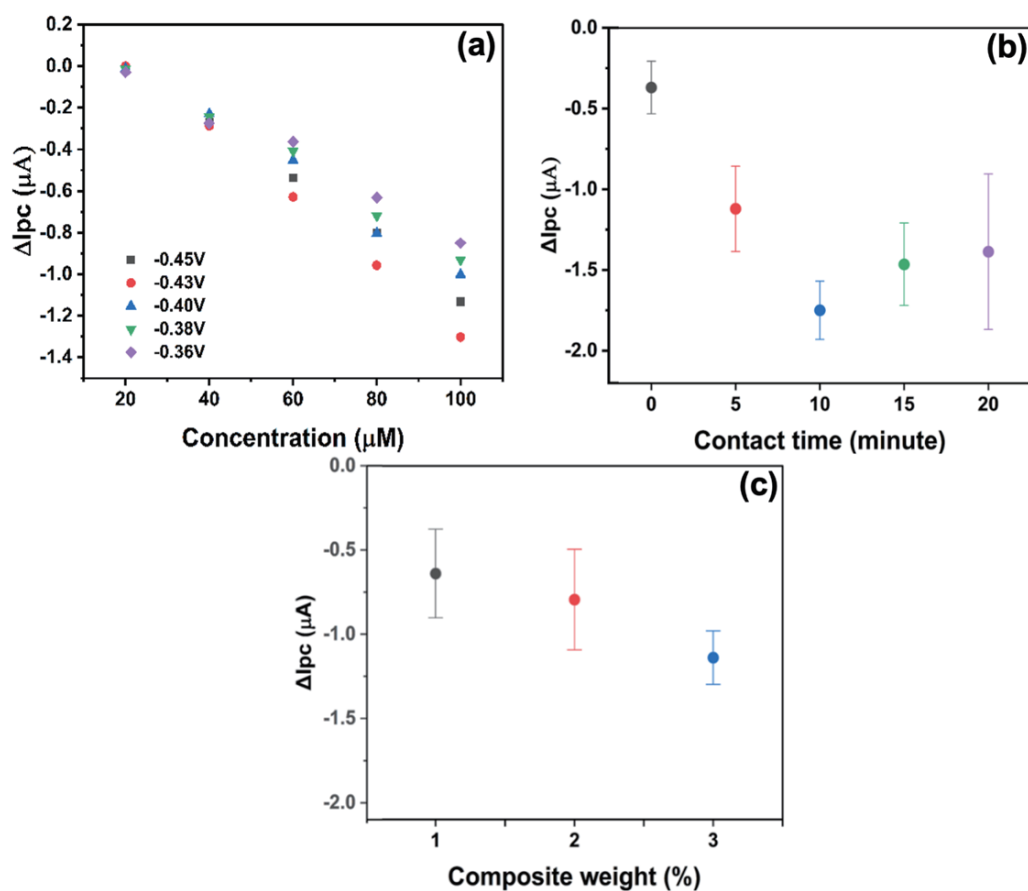 (a)
ΔIpc (μA)
0.2
0.0
-0.2
-0.4
-0.6
-0.8
-1.0
-1.2
-1.4
-0.45V
-0.43V
-0.40V
-0.38V
-0.36V
20 40 60 80 100
Concentration (μM)
(b)
ΔIpc (μA)
0.0
-0.5
-1.0
-1.5
-2.0
0 5 10 15 20
Contact time (minute)
(c)
ΔIpc (μA)
0.0
-0.5
-1.0
-1.5
-2.0
1 2 3
Composite weight (%)